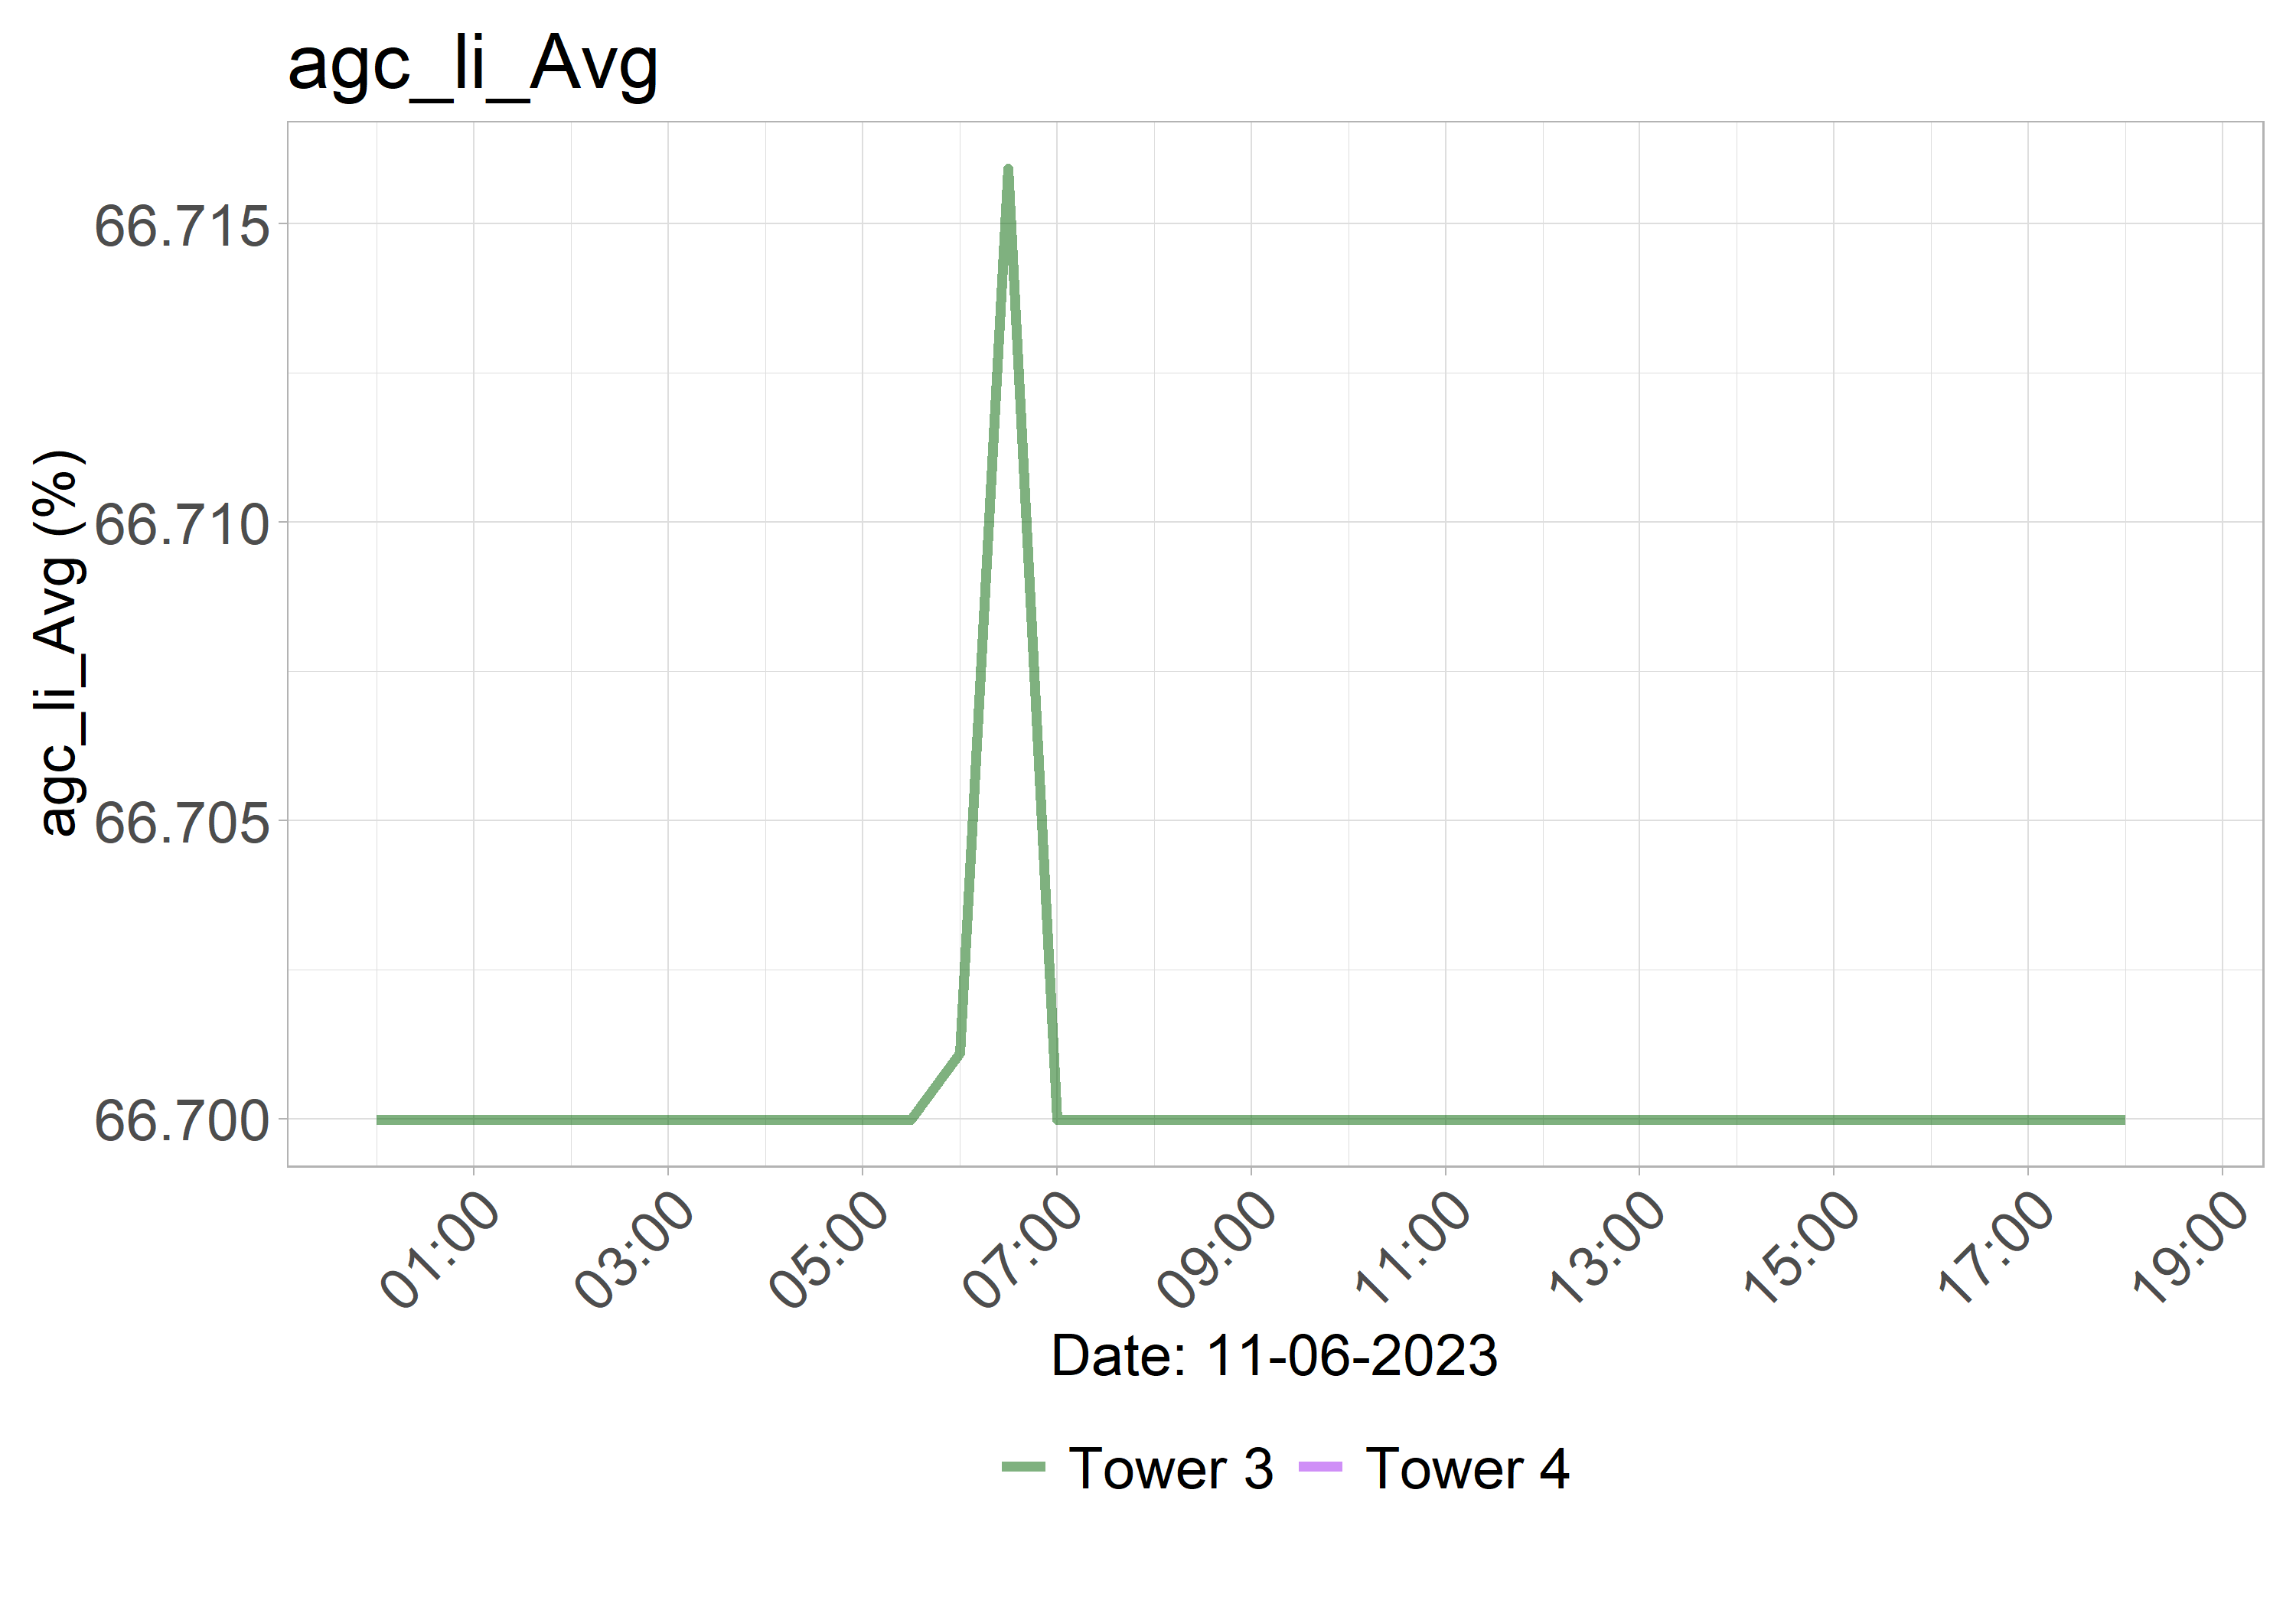 agc_li_Avg
agc_li_Avg (%)
66.715
66.710
66.705
66.700
01:00 03:00 05:00 07:00 09:00 11:00 13:00 15:00 17:00 19:00
Date: 11-06-2023
Tower 3 Tower 4